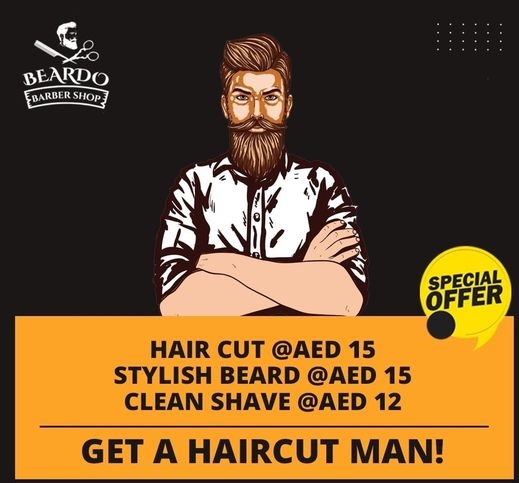 BEARDO
BARBER SHOP
SPECIAL
OFFER
HAIR CUT @AED 15
STYLISH BEARD @AED 15
CLEAN SHAVE @AED 12
GET A HAIRCUT MAN!